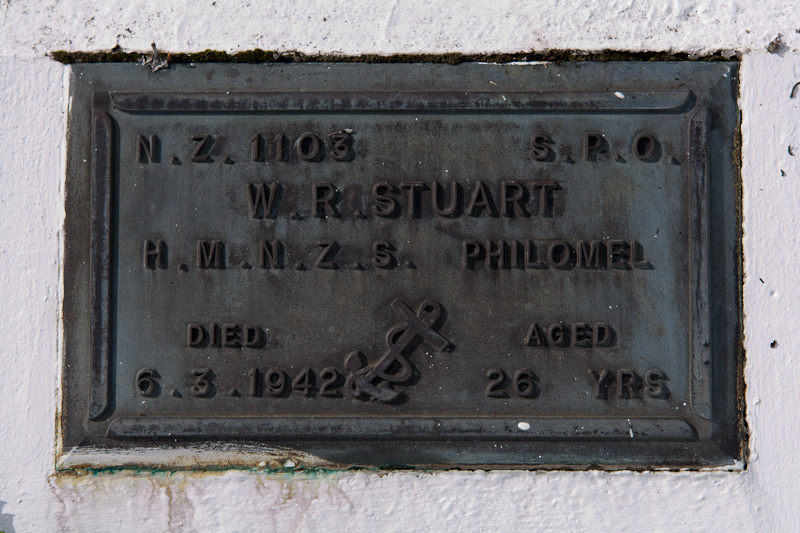 N.Z. 1103 S.P.O.
W.R.STUART
H.M.N.Z.S. PHILOMEL
DIED AGED
6.3.1942 26 YRS